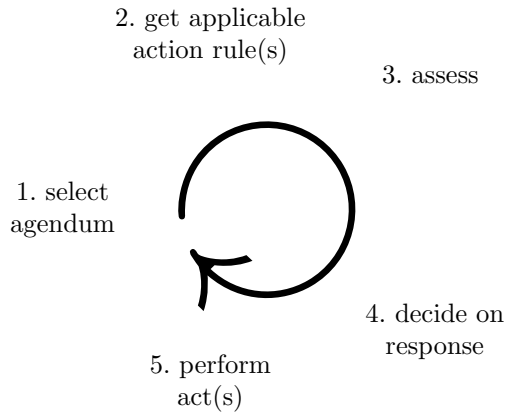 2. get applicable
action rule(s)
3. assess
1. select
agendum
4. decide on
response
5. perform
act(s)